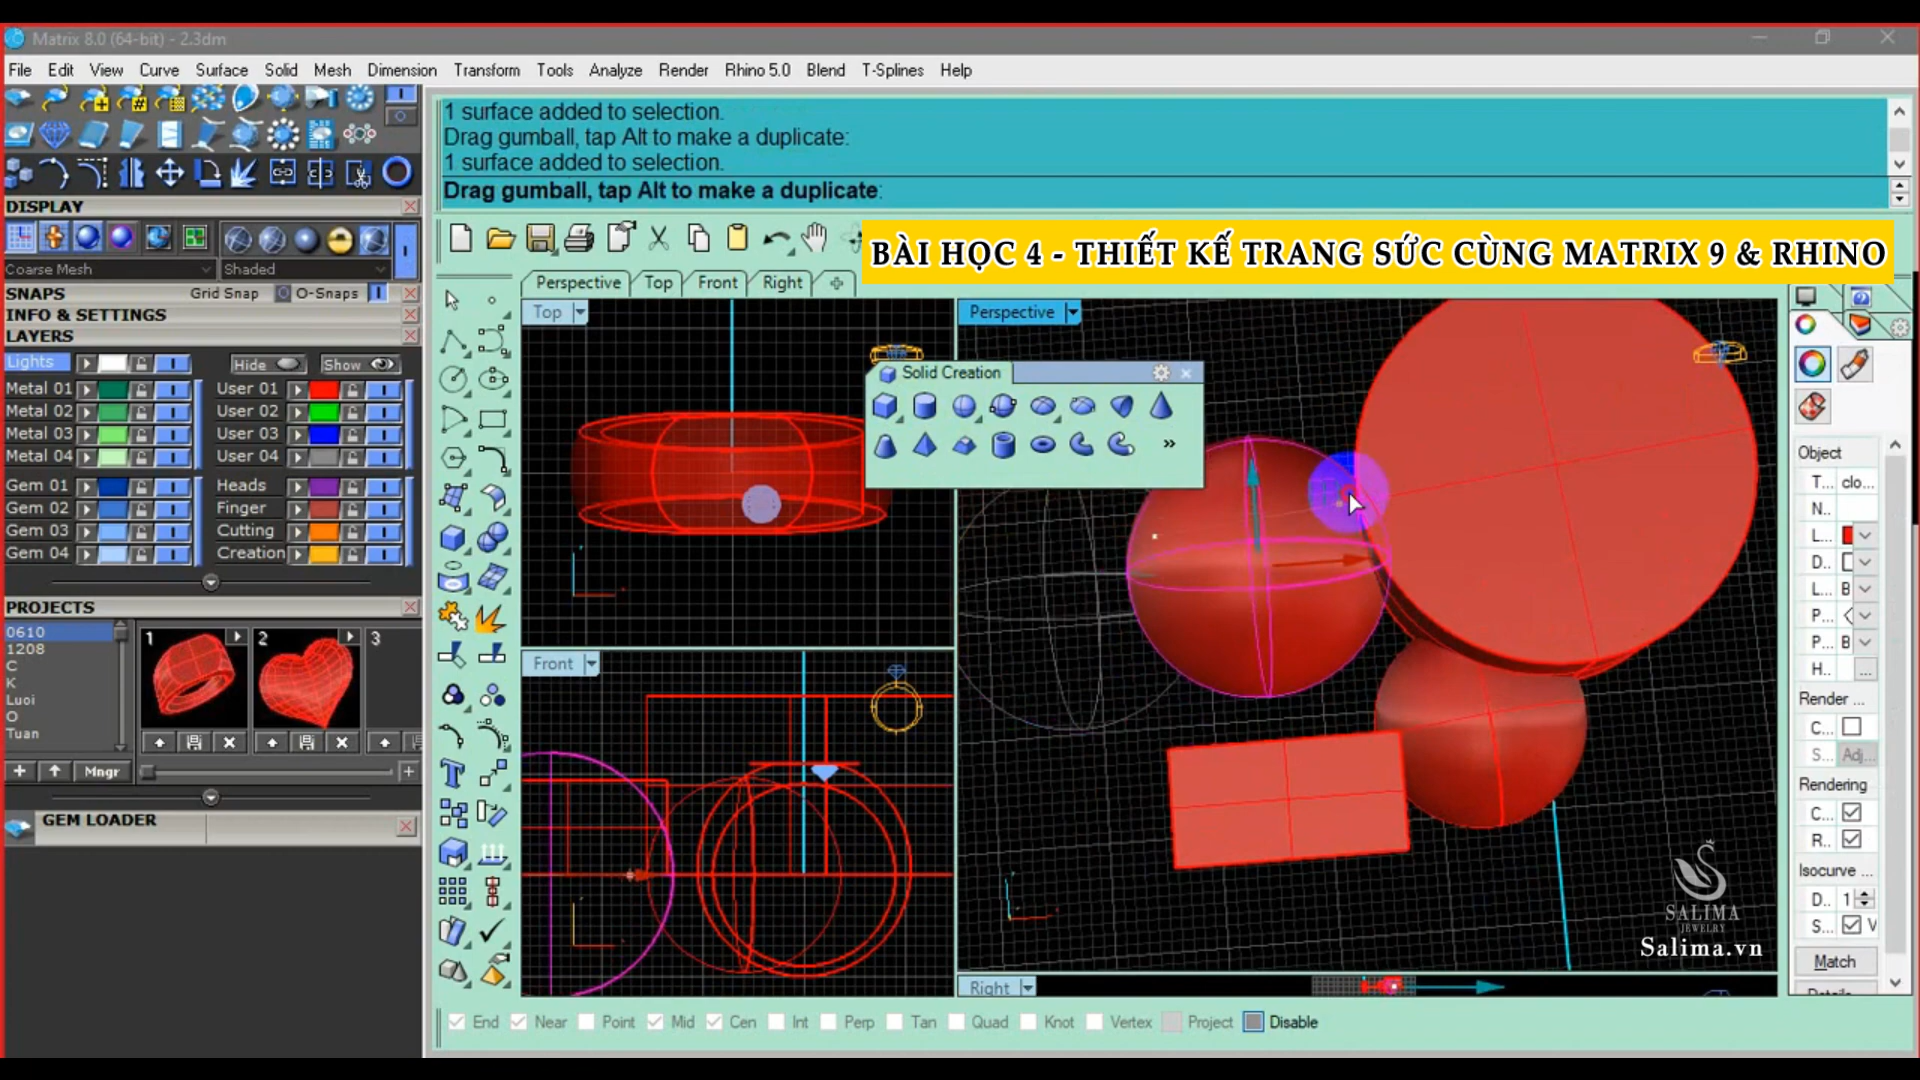 Matrix 8.0 (64-bit) - 2.3dm
File Edit View Curve Surface Solid Mesh Dimension Transform Tools Analyze Render Rhino 5.0 Blend T-Splines Help
1 surface added to selection.
Drag gumball, tap Alt to make a duplicate:
1 surface added to selection.
Drag gumball, tap Alt to make a duplicate:
BÀI HỌC 4 - THIẾT KẾ TRANG SỨC CÙNG MATRIX 9 & RHINO
DISPLAY
Coarse Mesh Shaded
SNAPS Grid Snap O-Snaps
INFO & SETTINGS
LAYERS
Lights Hide Show
Metal 01 User 01
Metal 02 User 02
Metal 03 User 03
Metal 04 User 04
Gem 01 Heads
Gem 02 Finger
Gem 03 Cutting
Gem 04 Creation
PROJECTS
0610
1208
C
K
Luoi
O
Tuan
1 2 3
Mngr
GEM LOADER
Perspective Top Front Right
Top
Perspective
Solid Creation
Front
Right
Object
T... clo...
N..
L...
D..
L... B
P...
P... B
H.. ...
Render ...
C...
S... Adj...
Rendering
C...
R..
Isocurve ...
D.. 1
S... V
Match
SALIMA
JEWELRY
Salima.vn
End Near Point Mid Cen Int Perp Tan Quad Knot Vertex Project Disable